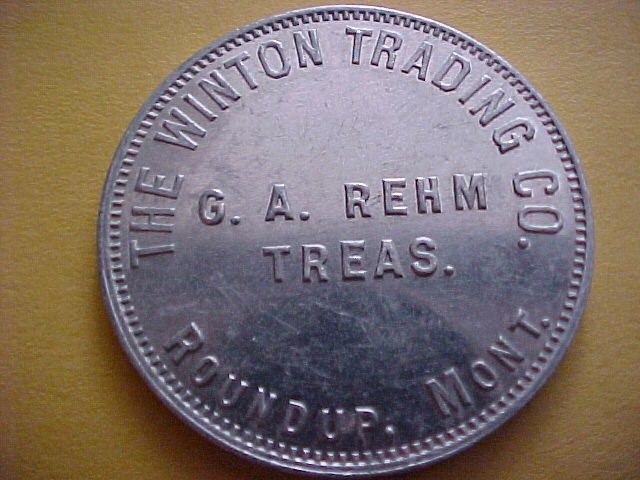 THE WINTON TRADING CO.
G. A. REHM
TREAS.
ROUNDUP, MONT.